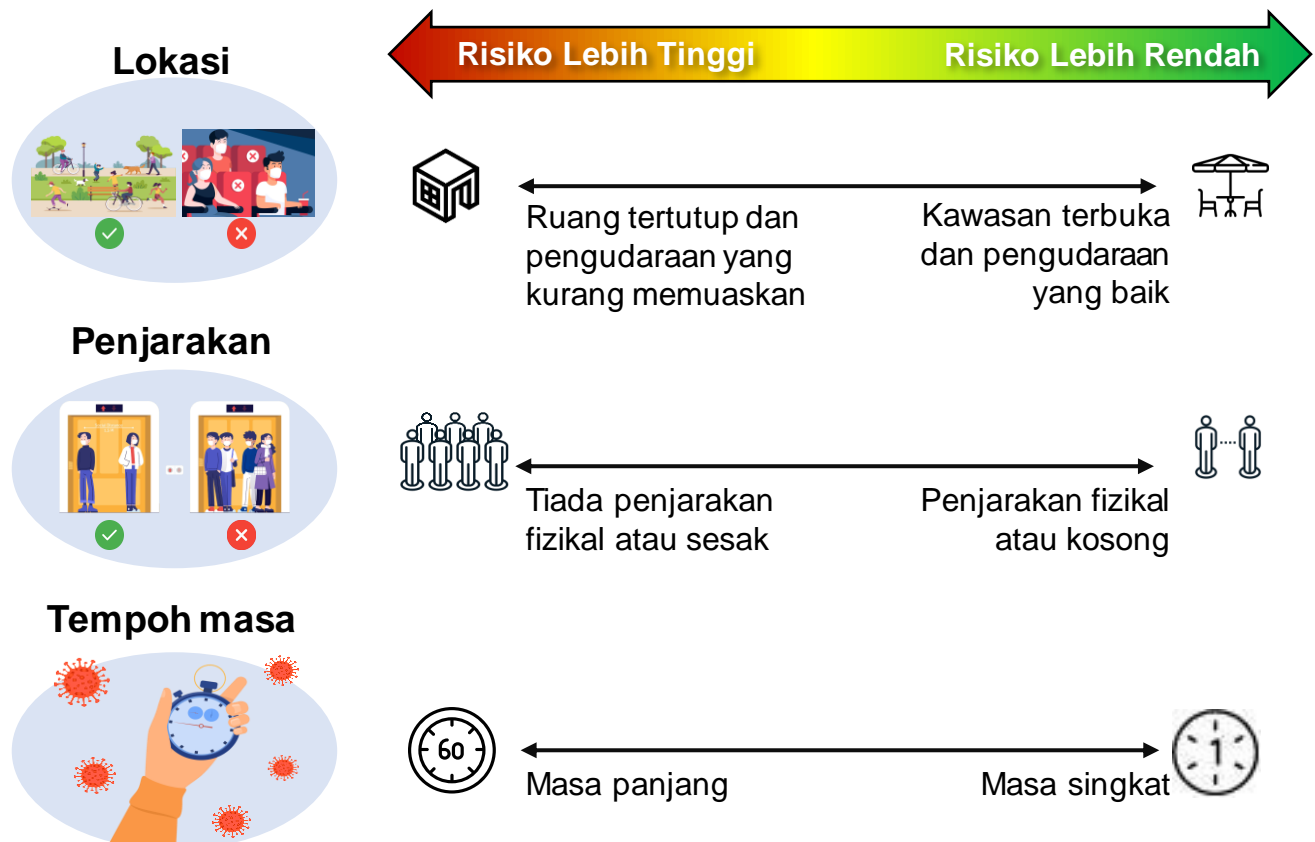 Risiko Lebih Tinggi
Risiko Lebih Rendah
Lokasi
Ruang tertutup dan
pengudaraan yang
kurang memuaskan
Kawasan terbuka
dan pengudaraan
yang baik
Penjarakan
Tiada penjarakan
fizikal atau sesak
Penjarakan fizikal
atau kosong
Tempoh masa
60
Masa panjang
Masa singkat
1